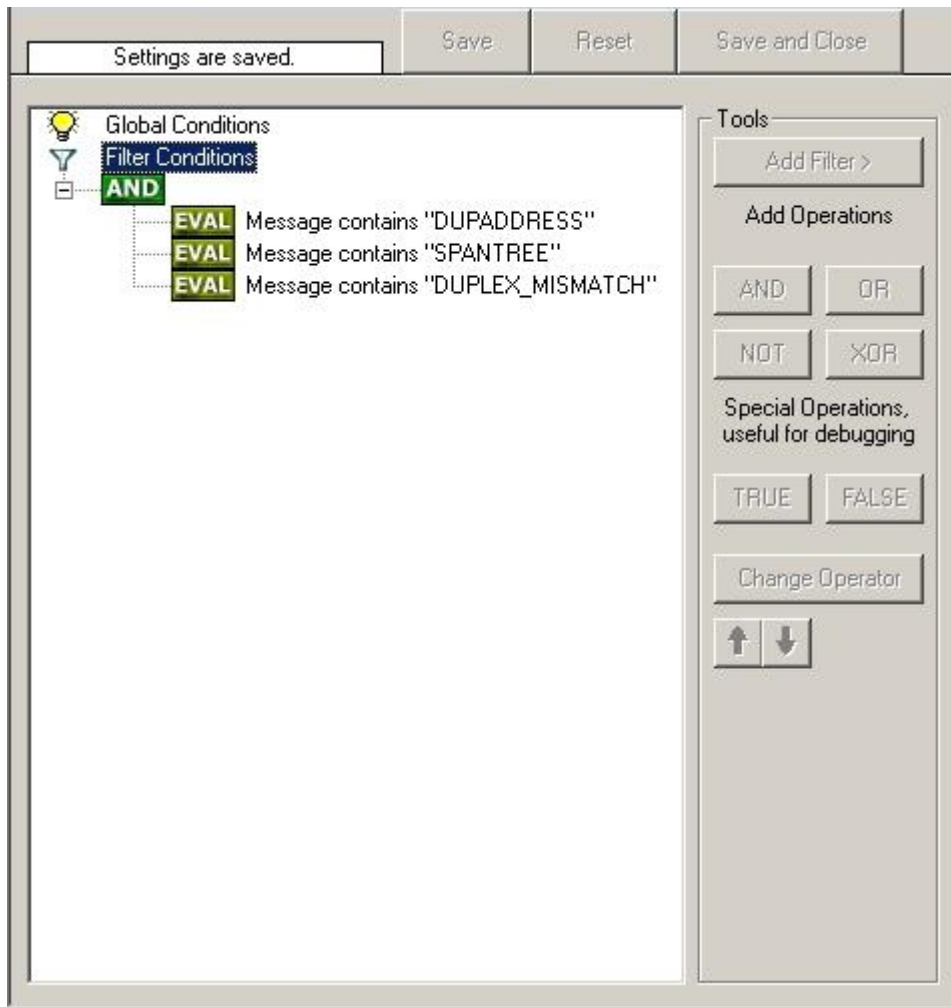 Settings are saved.
Save
Reset
Save and Close
Global Conditions
Filter Conditions
AND
EVAL Message contains "DUPADDRESS"
EVAL Message contains "SPANTREE"
EVAL Message contains "DUPLEX_MISMATCH"
Tools
Add Filter >
Add Operations
AND
OR
NOT
XOR
Special Operations,
useful for debugging
TRUE
FALSE
Change Operator